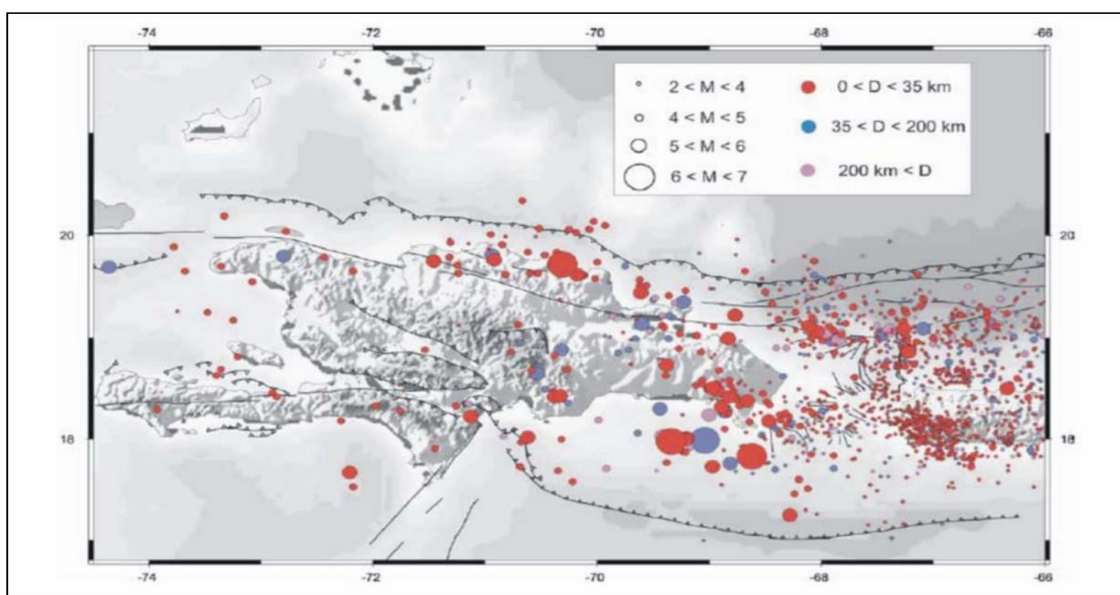 -74 -72 -70 -68 -66
2 < M < 4
4 < M < 5
5 < M < 6
6 < M < 7
0 < D < 35 km
35 < D < 200 km
200 km < D
20 20
18 18
-74 -72 -70 -68 -66